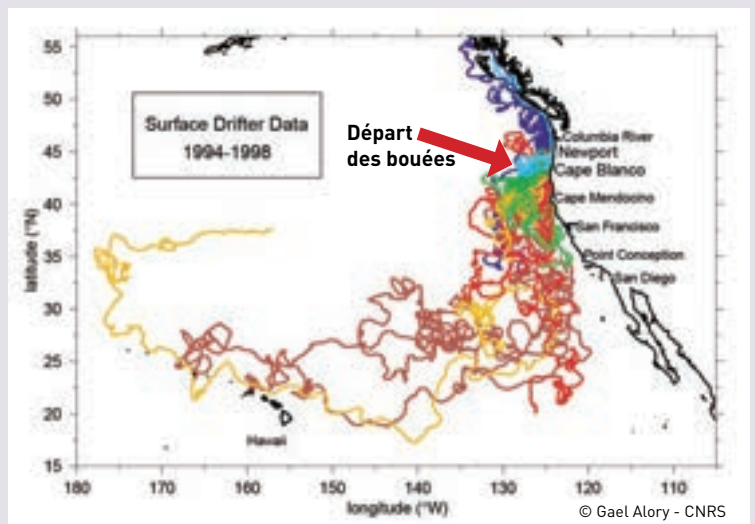 Surface Drifter Data
1994-1998
Départ
des bouées
Columbia River
Newport
Cape Blanco
Cape Mendocino
San Francisco
Point Conception
San Diego
Hawaii
latitude (°N)
55
50
45
40
35
30
25
20
15
180 170 160 150 140 130 120 110
longitude (°W)
© Gael Alory - CNRS